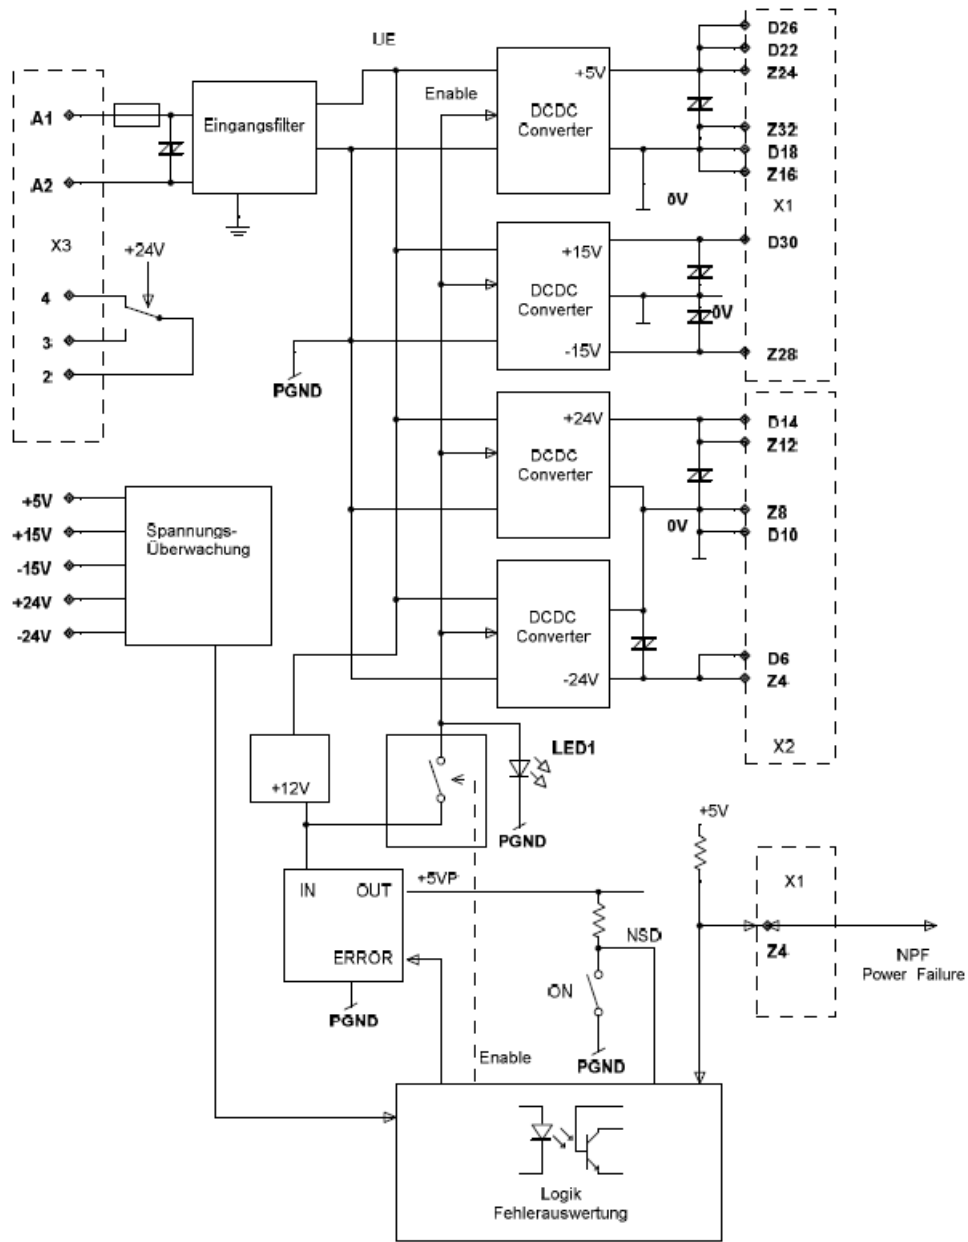 UE
D26
D22
Z24
+5V
Enable
A1
Eingangsfilter
DCDC
Converter
Z32
D18
Z16
A2
0V
X1
X3
+24V
D30
+15V
4
DCDC
Converter
0V
3
-15V
Z28
2
PGND
+24V
D14
Z12
DCDC
Converter
+5V
Z8
0V
D10
+15V
Spannungs-
Überwachung
-15V
+24V
-24V
DCDC
Converter
D6
-24V
Z4
LED1
X2
+12V
+5V
PGND
X1
IN
OUT
+5VP
NSD
Z4
NPF
Power Failure
ERROR
ON
PGND
PGND
Enable
Logik
Fehlerauswertung